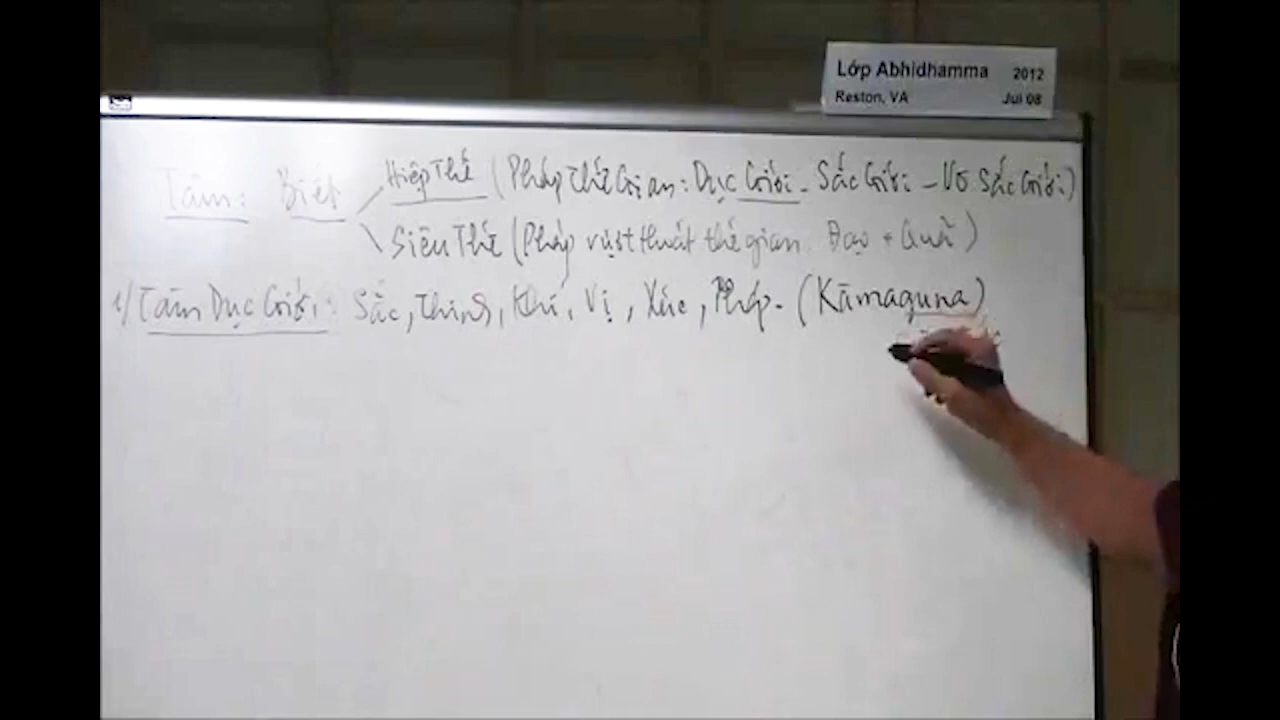 Lớp Abhidhamma 2012
Reston, VA Jul 08
Tâm: Biết
Hiệp Thế (Pháp Thế Gian: Dục Giới - Sắc Giới - Vô Sắc Giới)
Siêu Thế (Pháp vượt thoát thế gian. Đạo + Quả)
1/ Tâm Dục Giới: Sắc, Thinh, Khí, Vị, Xúc, Pháp. (Kāmaguna)